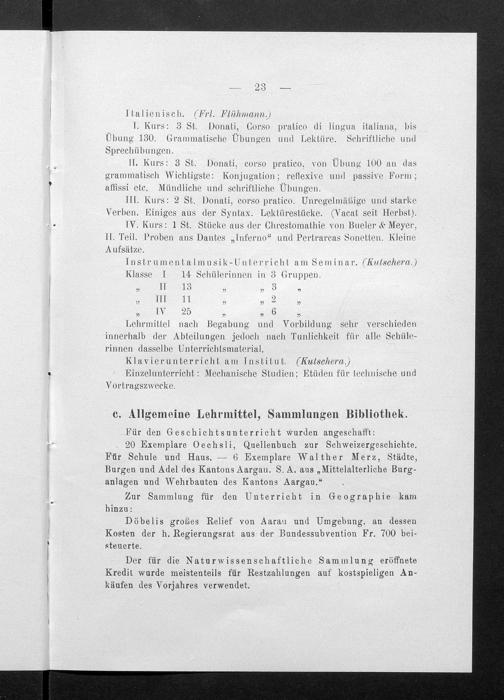 — 23 —
Italienisch. (Frl. Flühmann.)
I. Kurs: 3 St. Donati, Corso pratico di lingua italiana, bis
Übung 130. Grammatische Übungen und Lektüre. Schriftliche und
Sprechübungen.
II. Kurs: 3 St. Donati, corso pratico, von Übung 100 an das
grammatisch Wichtigste: Konjugation; reflexive und passive Form;
affissi etc. Mündliche und schriftliche Übungen.
III. Kurs: 2 St. Donati, corso pratico. Unregelmäßige und starke
Verben. Einiges aus der Syntax. Lektürestücke. (Vacat seit Herbst).
IV. Kurs: 1 St. Stücke aus der Chrestomathie von Bueler & Meyer,
II. Teil. Proben aus Dantes „Inferno“ und Pertrarcas Sonetten. Kleine
Aufsätze.
Instrumentalmusik-Unterricht am Seminar. (Kutschera.)
Klasse I 14 Schülerinnen in 3 Gruppen.
„ II 13 „ „ 3 „
„ III 11 „ „ 2 „
„ IV 25 „ „ 6 „
Lehrmittel nach Begabung und Vorbildung sehr verschieden
innerhalb der Abteilungen jedoch nach Tunlichkeit für alle Schüle-
rinnen dasselbe Unterrichtsmaterial.
Klavierunterricht am Institut. (Kutschera.)
Einzelunterricht: Mechanische Studien; Etüden für technische und
Vortragszwecke.
c. Allgemeine Lehrmittel, Sammlungen Bibliothek.
Für den Geschichtsunterricht wurden angeschafft:
20 Exemplare Oechsli, Quellenbuch zur Schweizergeschichte.
Für Schule und Haus. — 6 Exemplare Walther Merz, Städte,
Burgen und Adel des Kantons Aargau. S. A. aus „Mittelalterliche Burg-
anlagen und Wehrbauten des Kantons Aargau.“
Zur Sammlung für den Unterricht in Geographie kam
hinzu:
Döbelis großes Relief von Aarau und Umgebung, an dessen
Kosten der h. Regierungsrat aus der Bundessubvention Fr. 700 bei-
steuerte.
Der für die Naturwissenschaftliche Sammlung eröffnete
Kredit wurde meistenteils für Restzahlungen auf kostspieligen An-
käufen des Vorjahres verwendet.